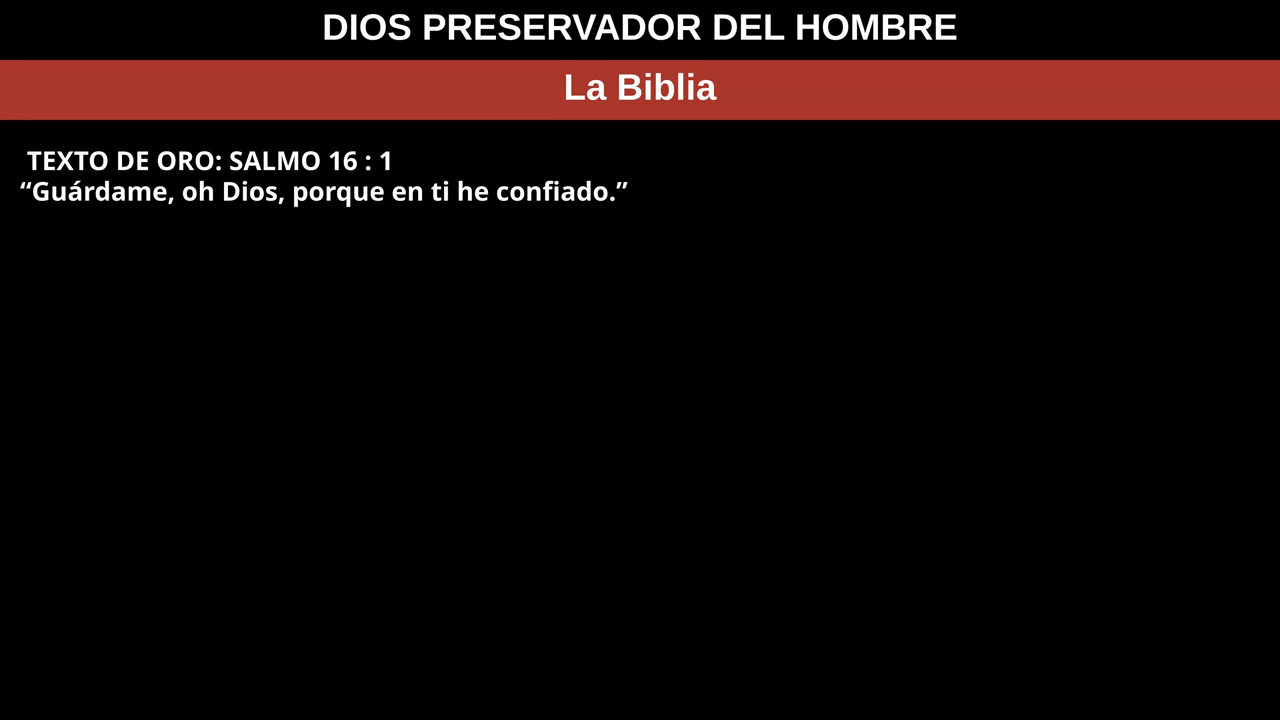 DIOS PRESERVADOR DEL HOMBRE
La Biblia
TEXTO DE ORO: SALMO 16 : 1
“Guárdame, oh Dios, porque en ti he confiado.”